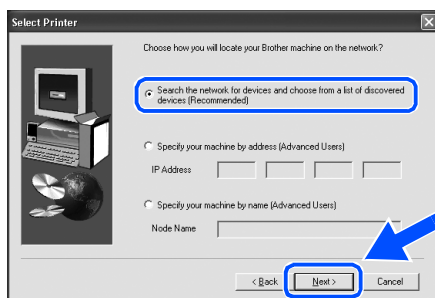 Select Printer
Choose how you will locate your Brother machine on the network?
Search the network for devices and choose from a list of discovered
devices (Recommended)
Specify your machine by address (Advanced Users)
IP Address
Specify your machine by name (Advanced Users)
Node Name
< Back
Next >
Cancel